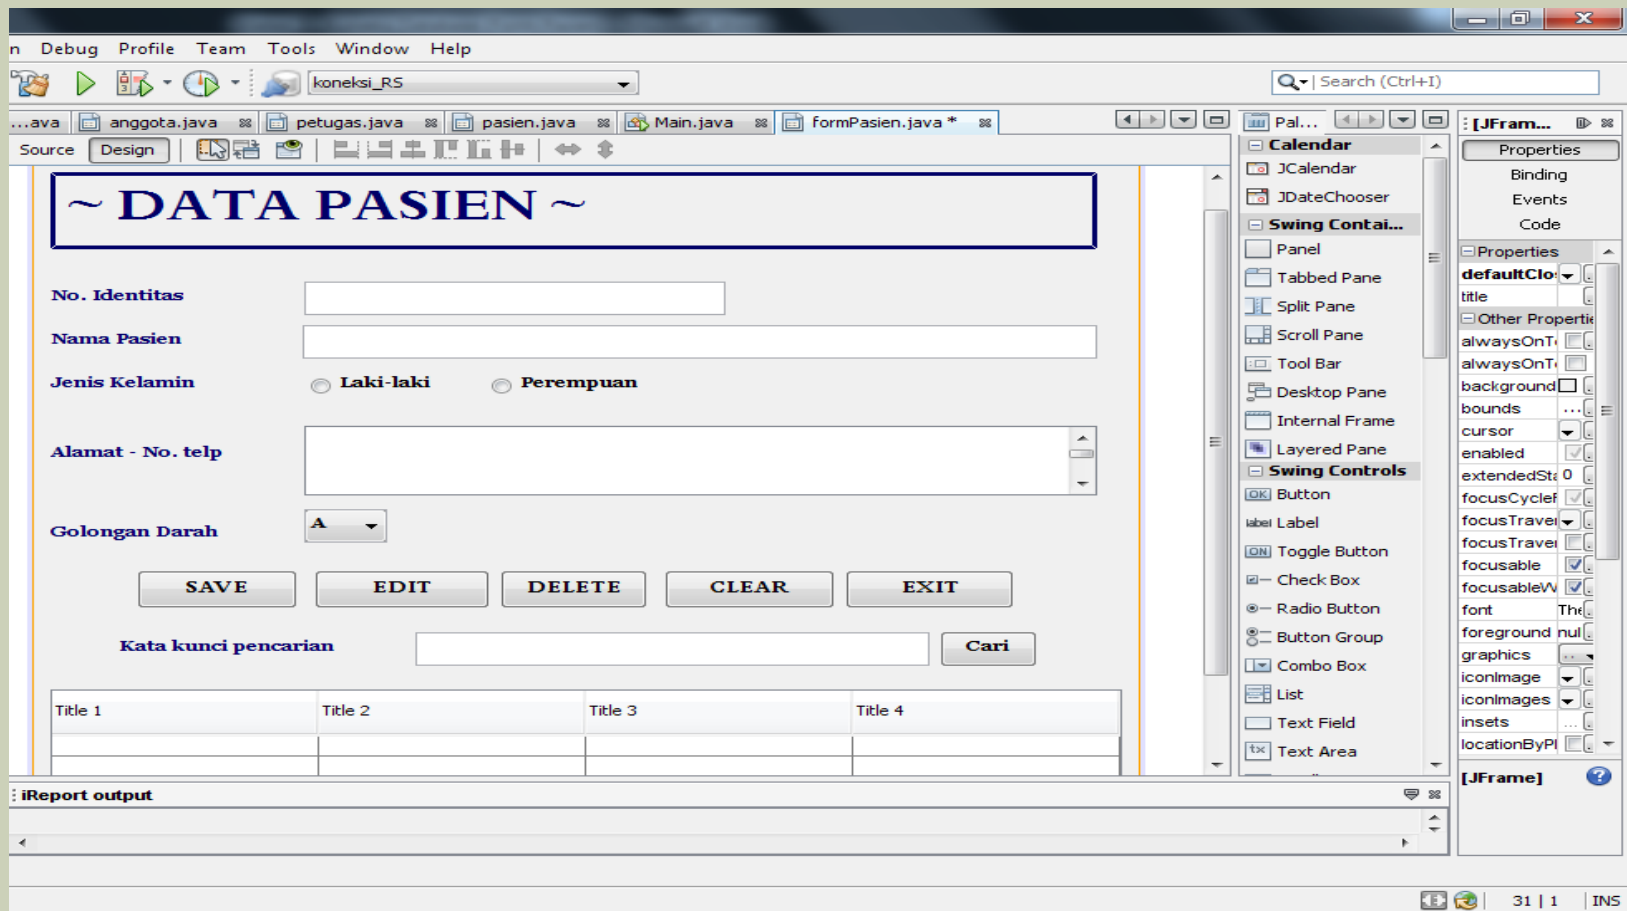 n Debug Profile Team Tools Window Help
koneksi_RS
Search (Ctrl+I)
...ava anggota.java petugas.java pasien.java Main.java formPasien.java *
Pal...
[JFram...
Source Design
~ DATA PASIEN ~
No. Identitas
Nama Pasien
Jenis Kelamin Laki-laki Perempuan
Alamat - No. telp
Golongan Darah A
SAVE EDIT DELETE CLEAR EXIT
Kata kunci pencarian Cari
Title 1 Title 2 Title 3 Title 4
Calendar
JCalendar
JDateChooser
Swing Contai...
Panel
Tabbed Pane
Split Pane
Scroll Pane
Tool Bar
Desktop Pane
Internal Frame
Layered Pane
Swing Controls
OK Button
label Label
ON Toggle Button
Check Box
Radio Button
Button Group
Combo Box
List
Text Field
tx Text Area
Properties
Binding
Events
Code
Properties
defaultClo
title
Other Properti
alwaysOnT
alwaysOnT
background
bounds ...
cursor
enabled
extendedSta 0
focusCycleF
focusTraver
focusTraver
focusable
focusableW
font The
foreground nul
graphics
iconImage
iconImages
insets ...
locationByPl
[JFrame]
iReport output
31 | 1 INS